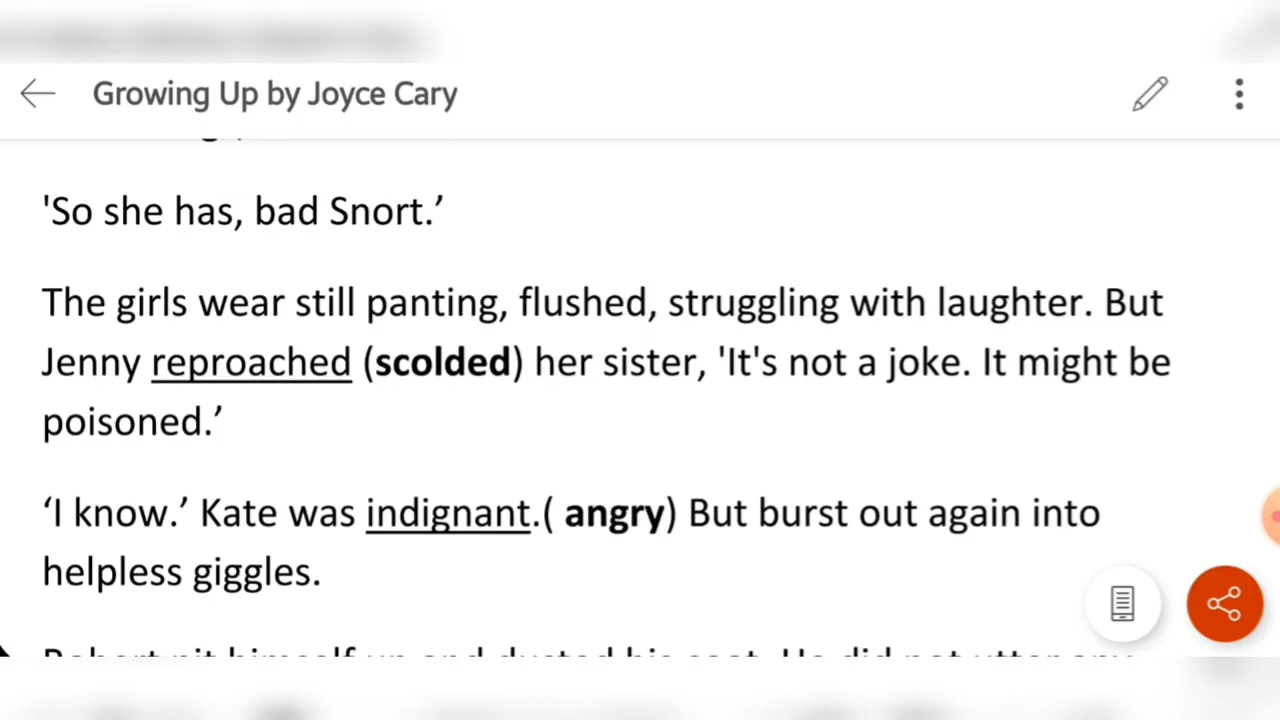 Growing Up by Joyce Cary
'So she has, bad Snort.’
The girls wear still panting, flushed, struggling with laughter. But
Jenny reproached (scolded) her sister, 'It's not a joke. It might be
poisoned.’
‘I know.’ Kate was indignant.( angry) But burst out again into
helpless giggles.